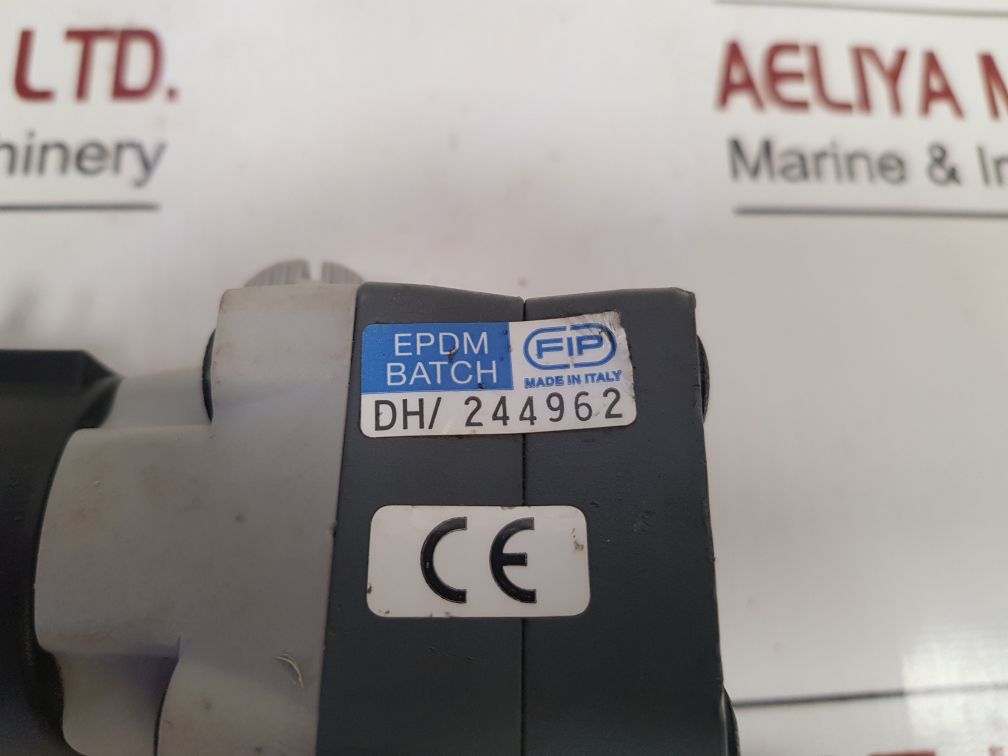 LTD.
hinery
AELIYA M
Marine & In
EPDM
BATCH
FIP
MADE IN ITALY
DH/ 244962
CE